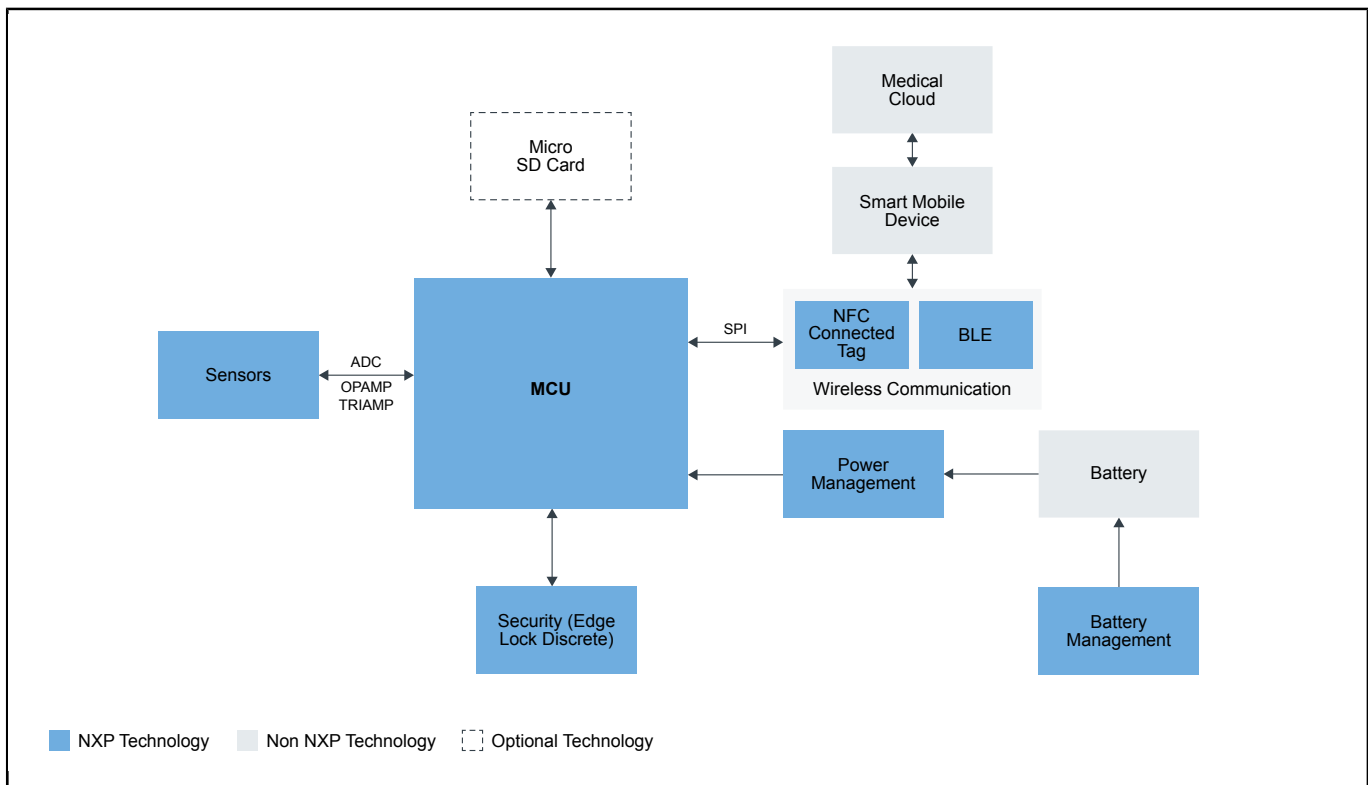 Medical
Cloud
Micro
SD Card
Smart Mobile
Device
SPI
NFC
Connected
Tag
BLE
Wireless Communication
Sensors
ADC
OPAMP
TRIAMP
MCU
Power
Management
Battery
Security (Edge
Lock Discrete)
Battery
Management
NXP Technology
Non NXP Technology
Optional Technology